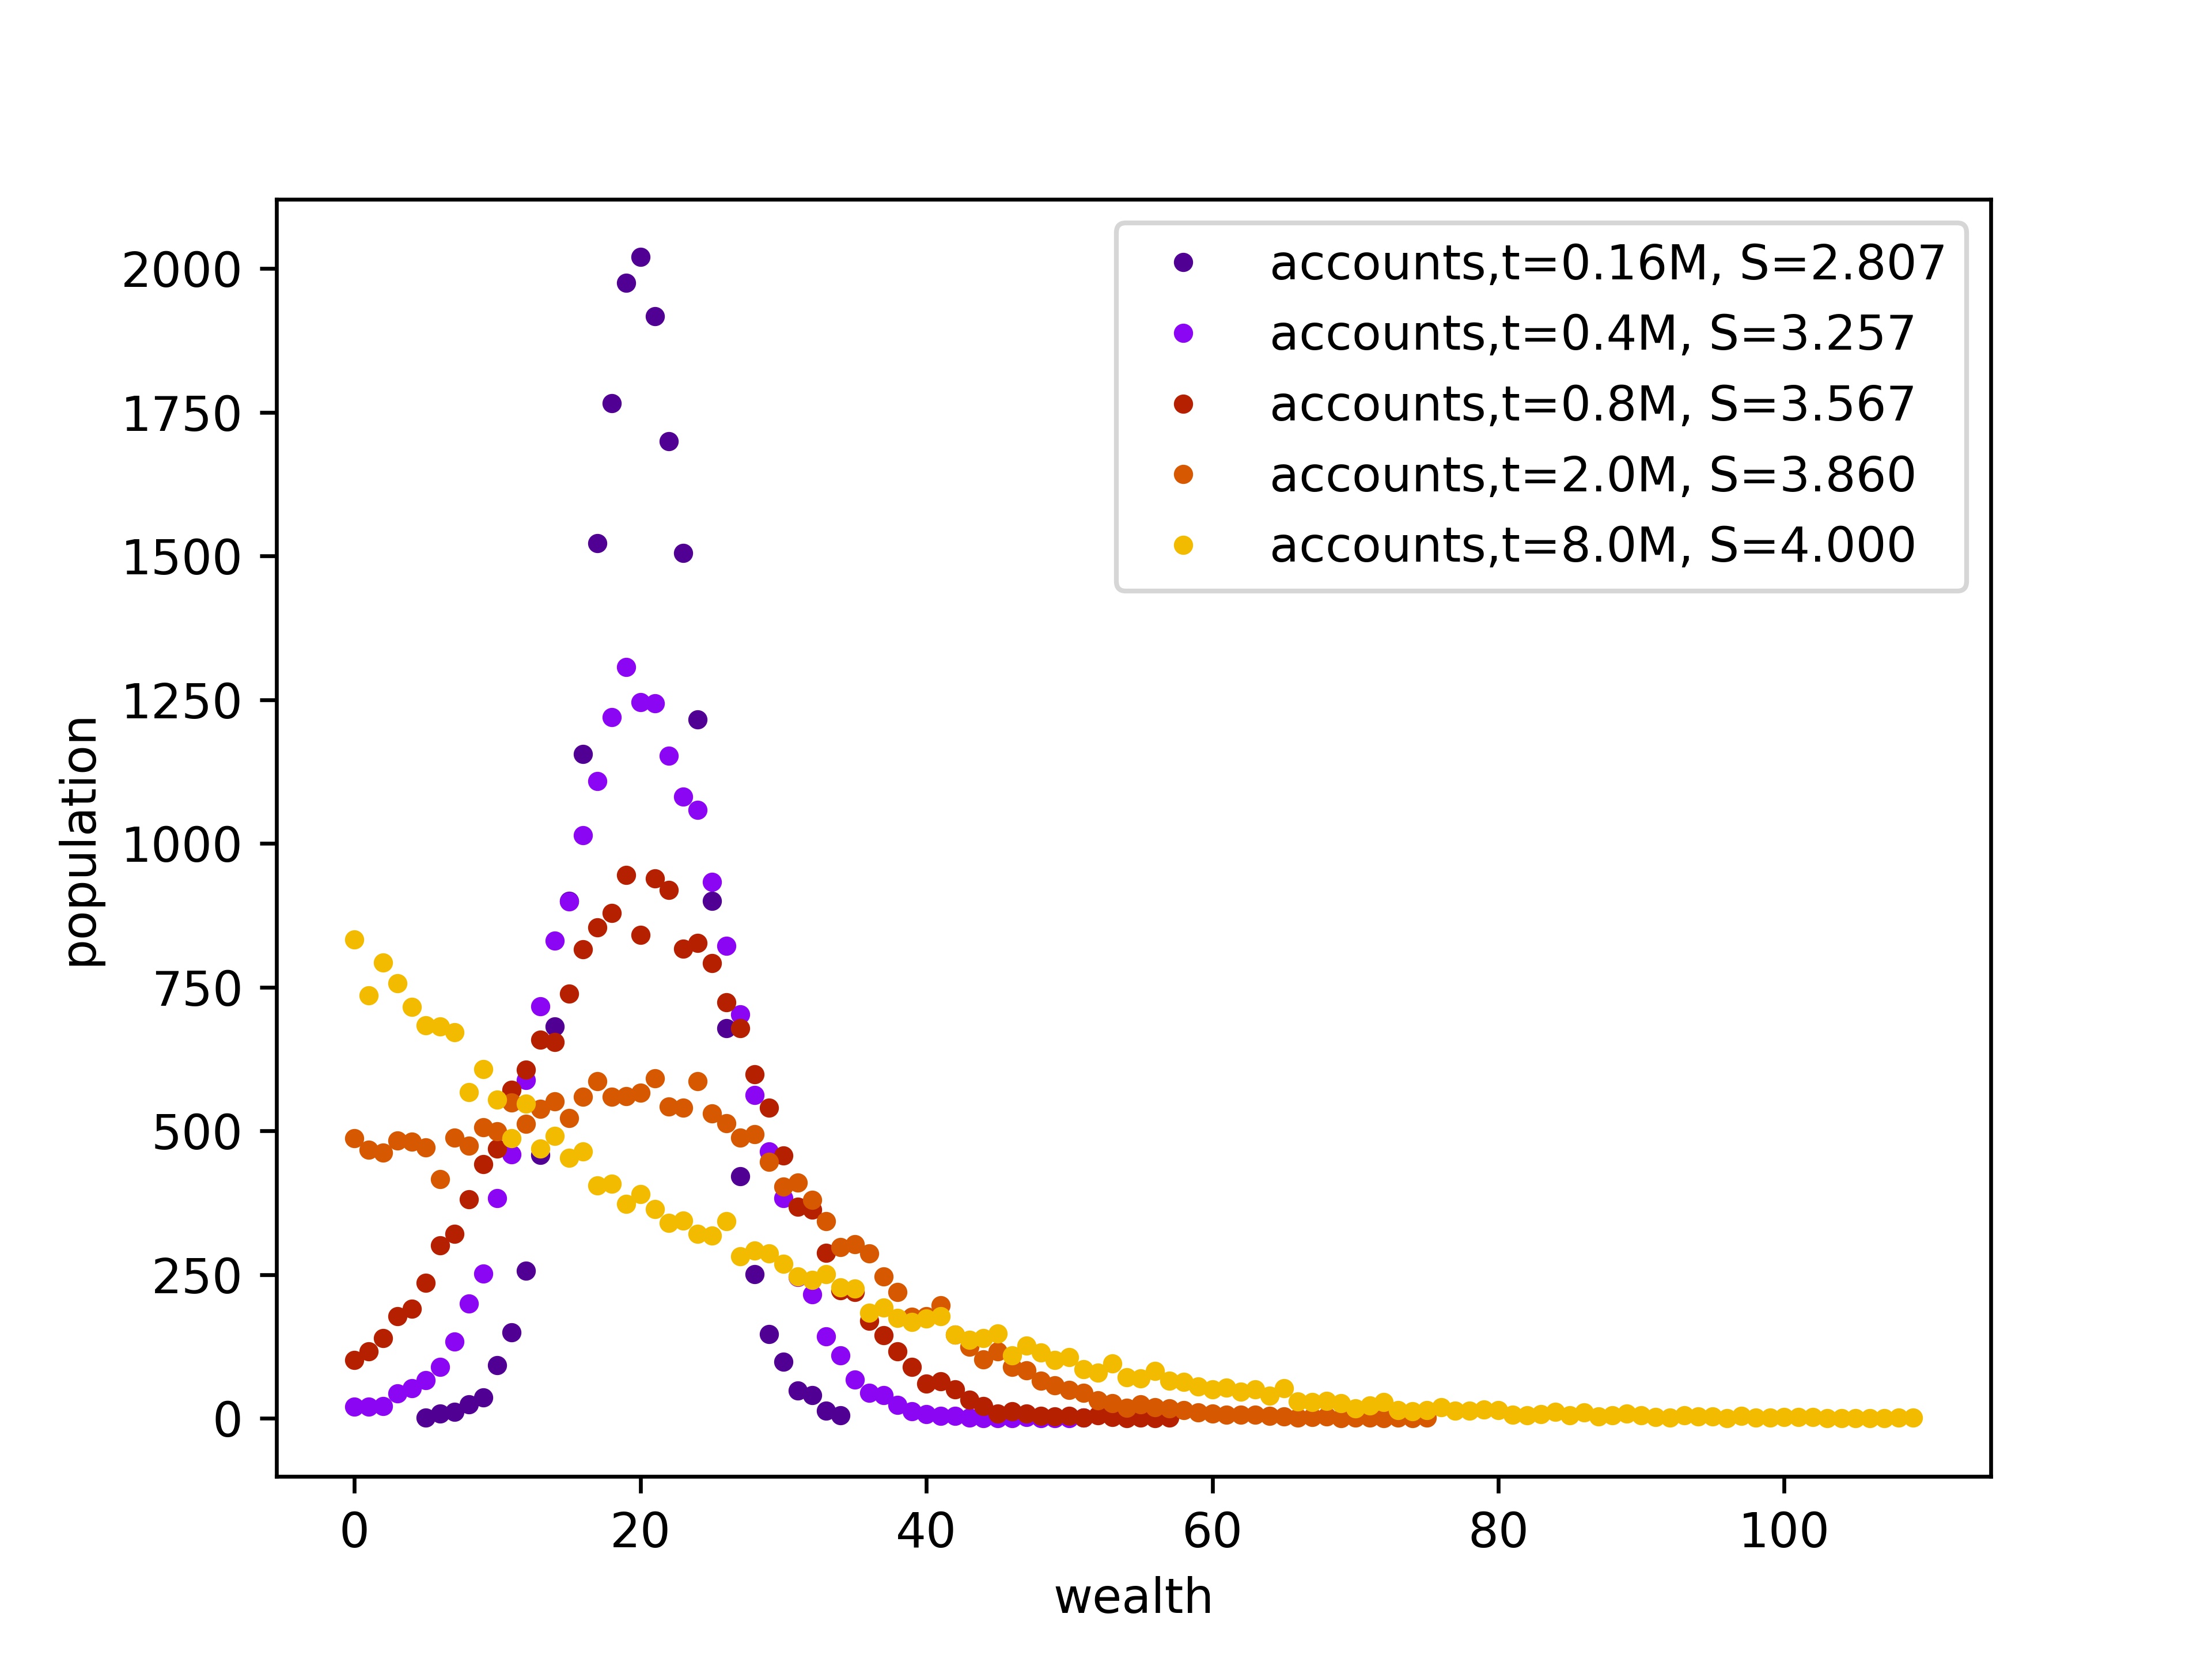 accounts,t=0.16M, S=2.807
accounts,t=0.4M, S=3.257
accounts,t=0.8M, S=3.567
accounts,t=2.0M, S=3.860
accounts,t=8.0M, S=4.000
2000
1750
1500
1250
1000
750
500
250
0
population
0 20 40 60 80 100
wealth